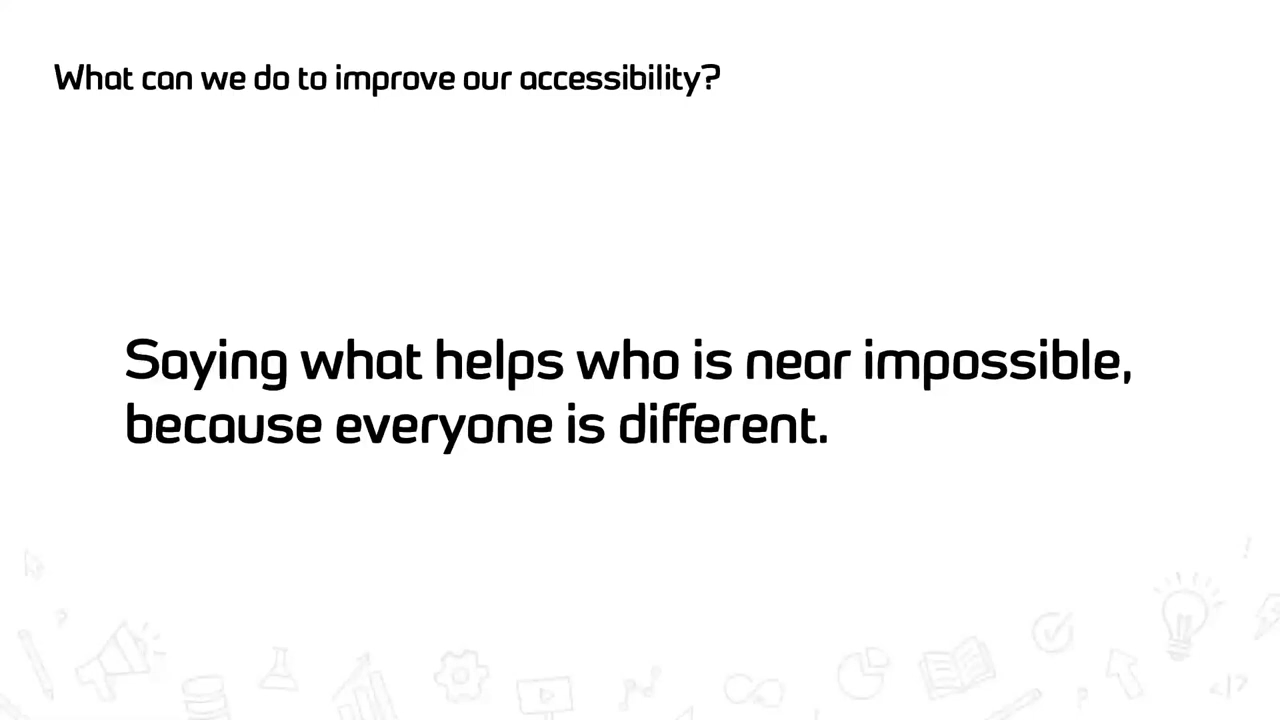 What can we do to improve our accessibility?
Saying what helps who is near impossible,
because everyone is different.